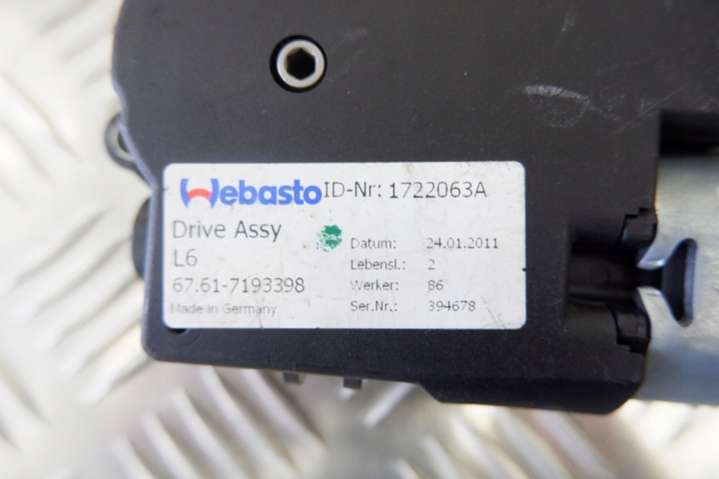 Webasto ID-Nr: 1722063A
Drive Assy
L6
67.61-7193398
Made in Germany
Datum: 24.01.2011
Lebensl.: 2
Werker: 86
Ser.Nr.: 394678